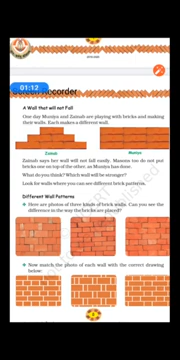 01:12
Screen Recorder
A Wall that will not Fall
One day Muniya and Zainab are playing with bricks and making
their walls. Each makes a different wall.
Zainab
Muniya
Zainab says her wall will not fall easily. Masons too do not put
bricks one on top of the other, as Muniya has done.
What do you think? Which wall will be stronger?
Look for walls where you can see different brick patterns.
Different Wall Patterns
Here are photos of three kinds of brick walls. Can you see the
difference in the way the bricks are placed?
Now match the photo of each wall with the correct drawing
below: